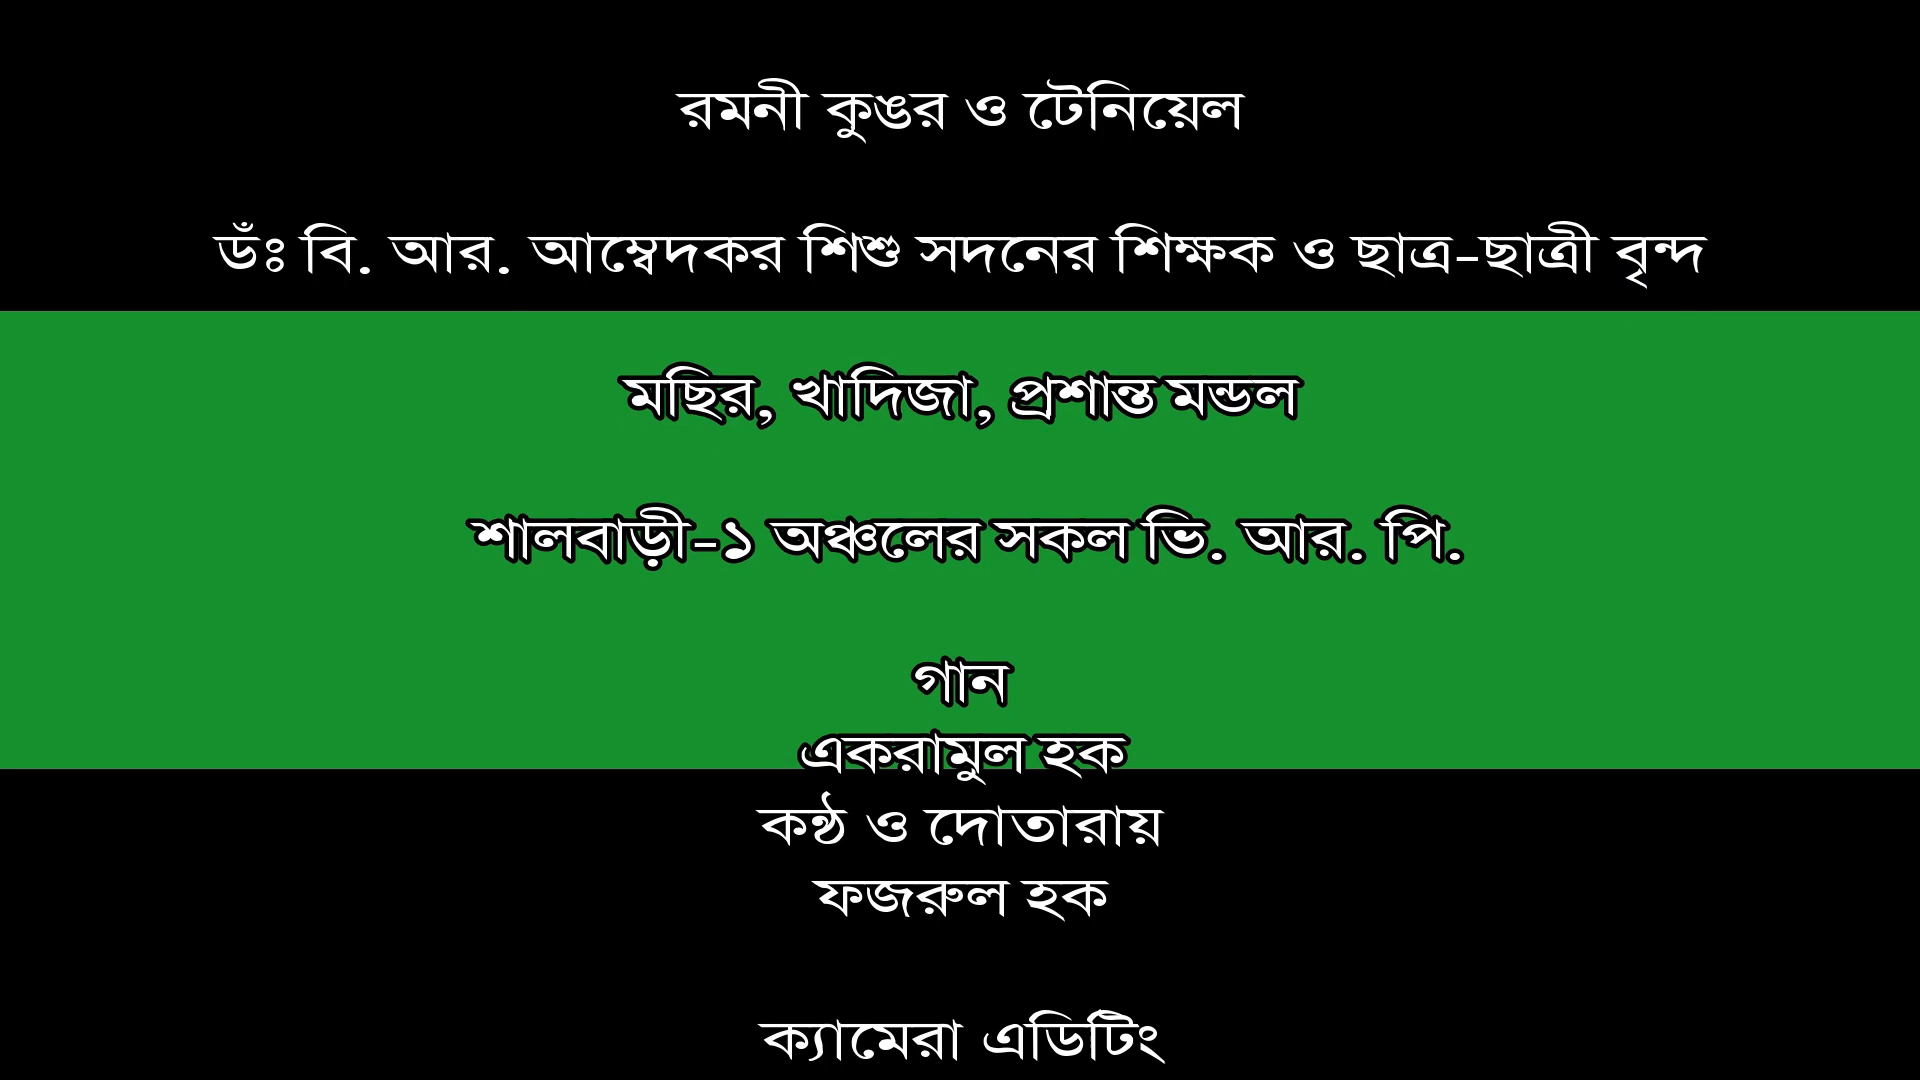 রমনী কুঙর ও টেনিয়েল
ডঁঃ বি. আর. আম্বেদকর শিশু সদনের শিক্ষক ও ছাত্র-ছাত্রী বৃন্দ
মছির, খাদিজা, প্রশান্ত মন্ডল
শালবাড়ী-১ অঞ্চলের সকল ভি. আর. পি.
গান
একরামুল হক
কন্ঠ ও দোতারায়
ফজরুল হক
ক্যামেরা এডিটিং